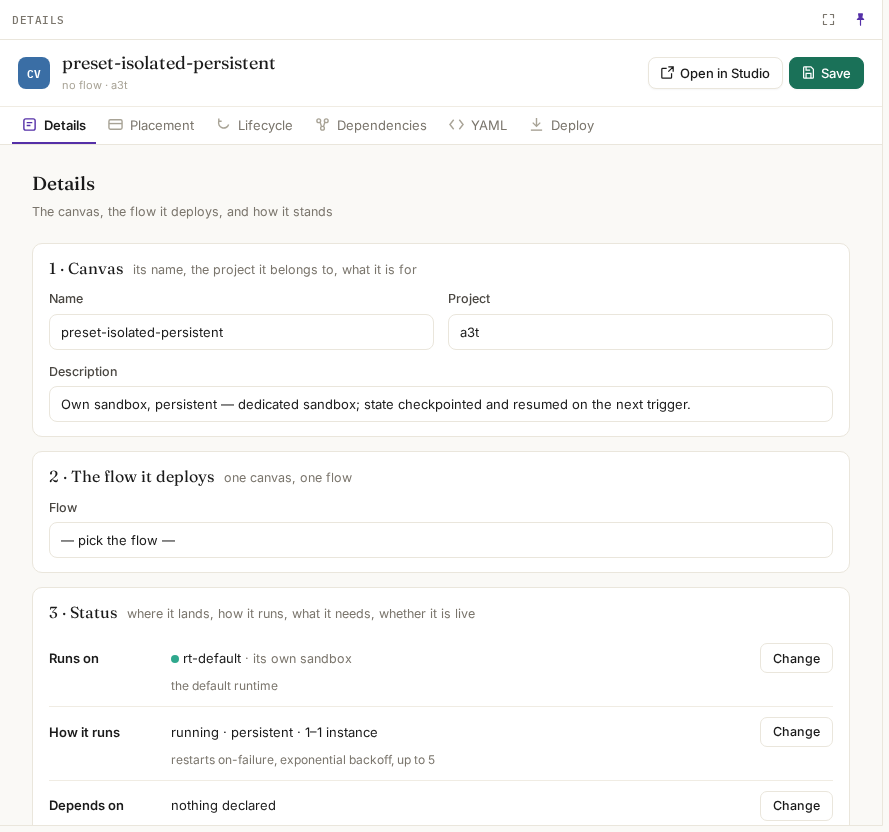 DETAILS
CV
preset-isolated-persistent
no flow · a3t
Open in Studio
Save
Details
Placement
Lifecycle
Dependencies
YAML
Deploy
Details
The canvas, the flow it deploys, and how it stands
1 · Canvas its name, the project it belongs to, what it is for
Name
Project
preset-isolated-persistent
a3t
Description
Own sandbox, persistent — dedicated sandbox; state checkpointed and resumed on the next trigger.
2 · The flow it deploys one canvas, one flow
Flow
— pick the flow —
3 · Status where it lands, how it runs, what it needs, whether it is live
Runs on
rt-default · its own sandbox
Change
the default runtime
How it runs
running · persistent · 1–1 instance
Change
restarts on-failure, exponential backoff, up to 5
Depends on
nothing declared
Change